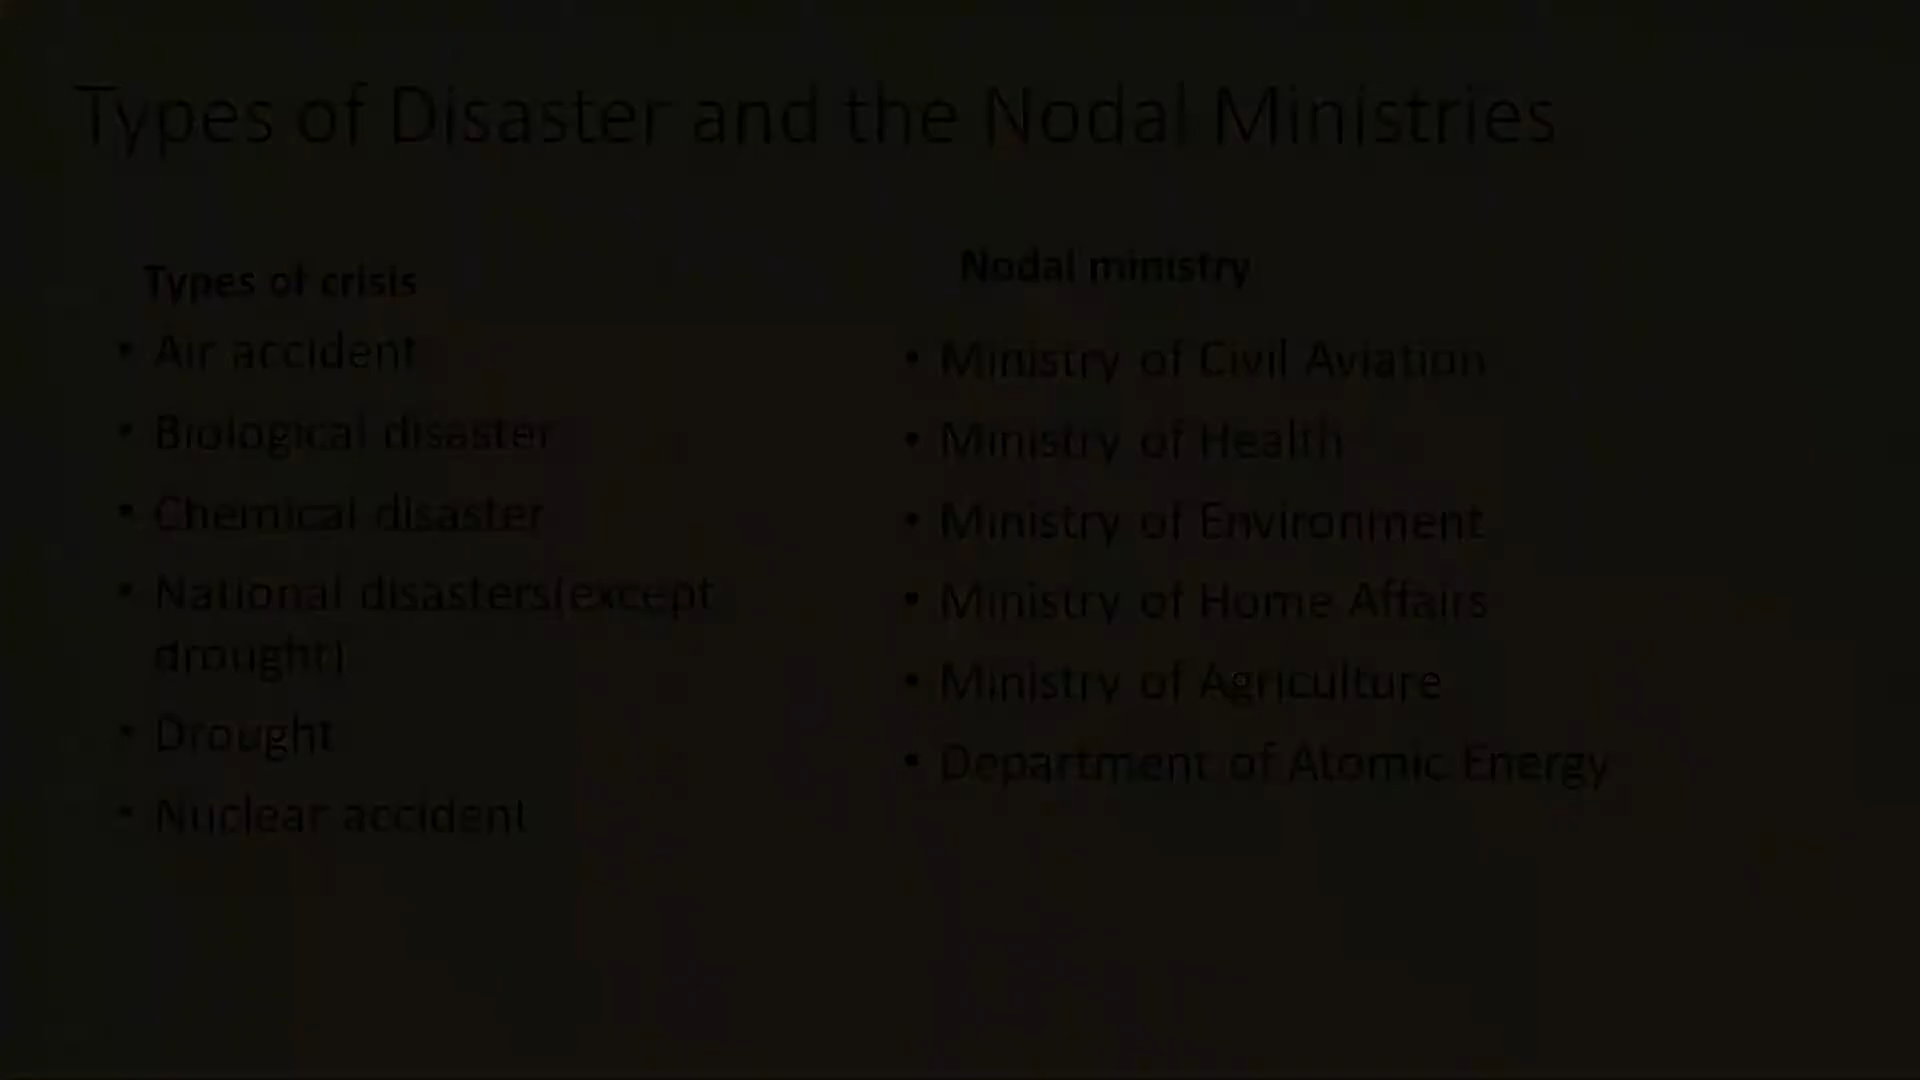 Types of Disaster and the Nodal Ministries
Types of crisis
• Air accident
• Biological disaster
• Chemical disaster
• National disasters(except
drought)
• Drought
• Nuclear accident
Nodal ministry
• Ministry of Civil Aviation
• Ministry of Health
• Ministry of Environment
• Ministry of Home Affairs
• Ministry of Agriculture
• Department of Atomic Energy